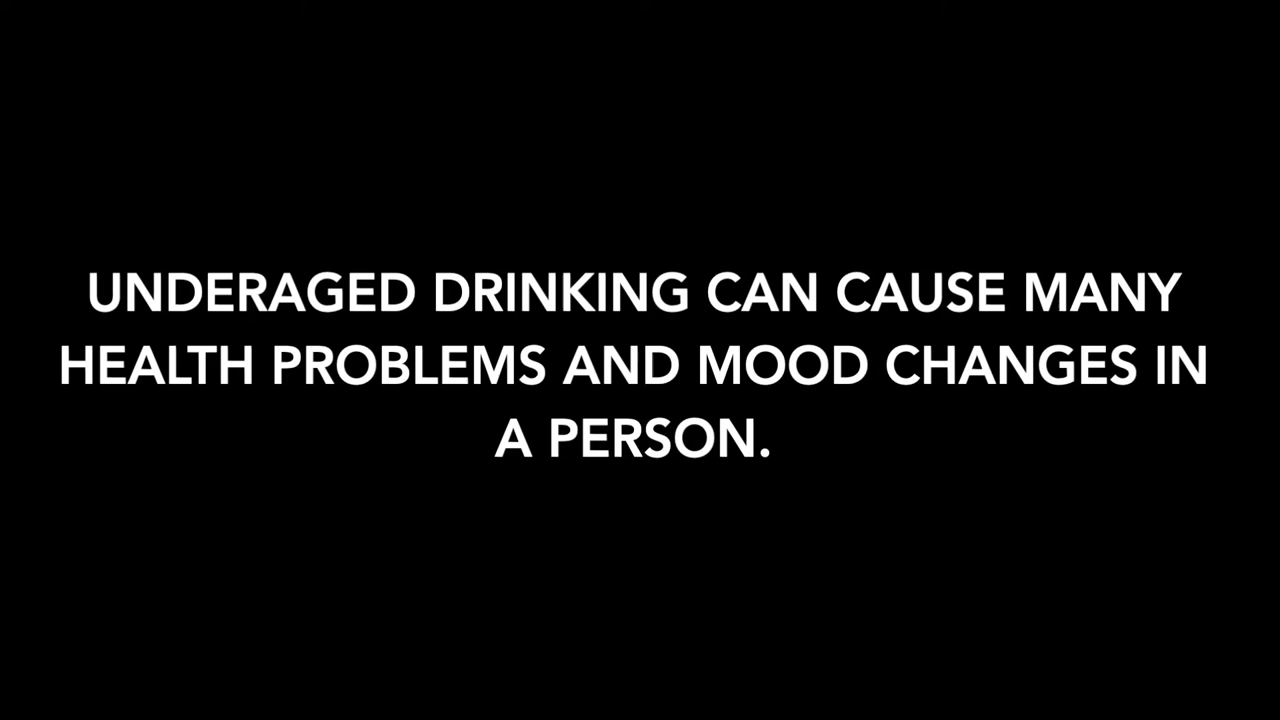 UNDERAGED DRINKING CAN CAUSE MANY
HEALTH PROBLEMS AND MOOD CHANGES IN
A PERSON.